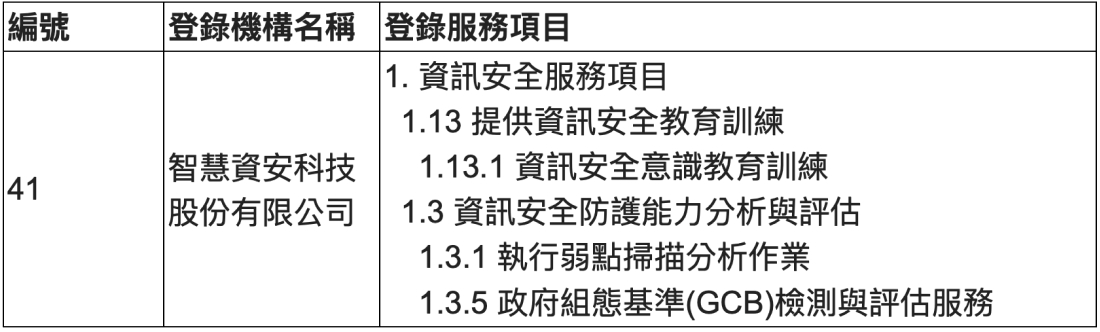 編號 登錄機構名稱 登錄服務項目
41
智慧資安科技
股份有限公司
1. 資訊安全服務項目
1.13 提供資訊安全教育訓練
1.13.1 資訊安全意識教育訓練
1.3 資訊安全防護能力分析與評估
1.3.1 執行弱點掃描分析作業
1.3.5 政府組態基準(GCB)檢測與評估服務